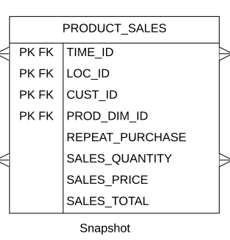 PRODUCT_SALES
PK FK TIME_ID
PK FK LOC_ID
PK FK CUST_ID
PK FK PROD_DIM_ID
REPEAT_PURCHASE
SALES_QUANTITY
SALES_PRICE
SALES_TOTAL
Snapshot